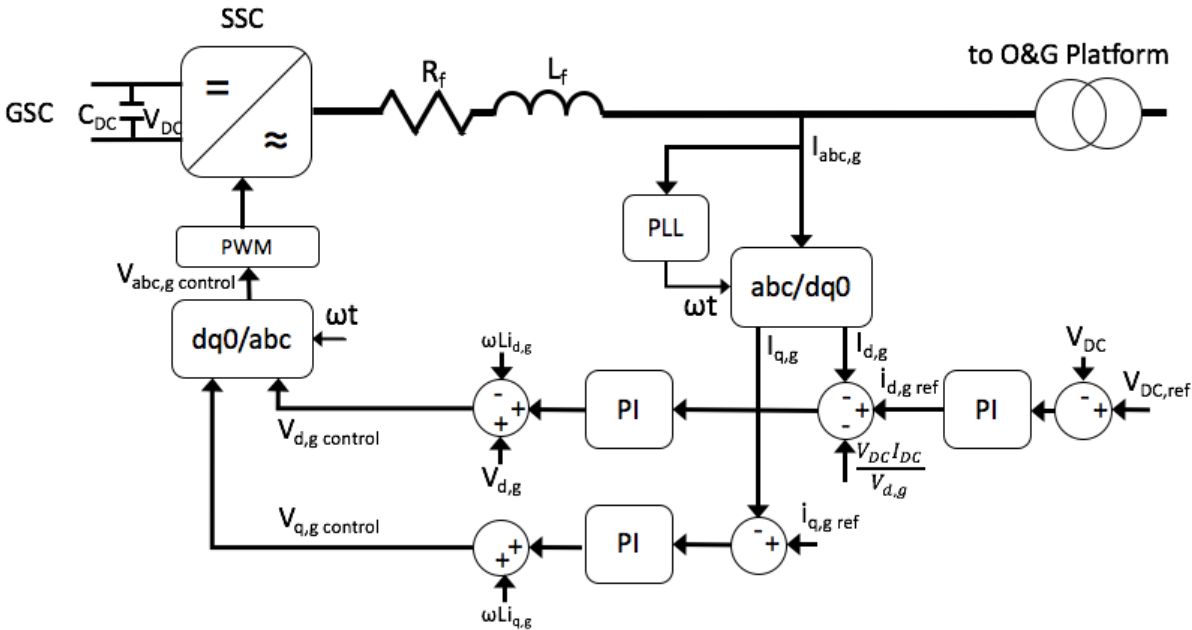 SSC
to O&G Platform
R_f
L_f
GSC
C_DC
V_DC
=
≈
I_abc,g
PLL
PWM
V_abc,g control
ωt
abc/dq0
dq0/abc
ωt
I_q,g
I_d,g
V_DC
ωLi_d,g
i_d,g ref
V_DC,ref
-
+
+
PI
-
+
-
PI
-
+
V_d,g control
V_d,g
V_DC I_DC
V_d,g
V_q,g control
i_q,g ref
+
+
PI
-
+
ωLi_q,g